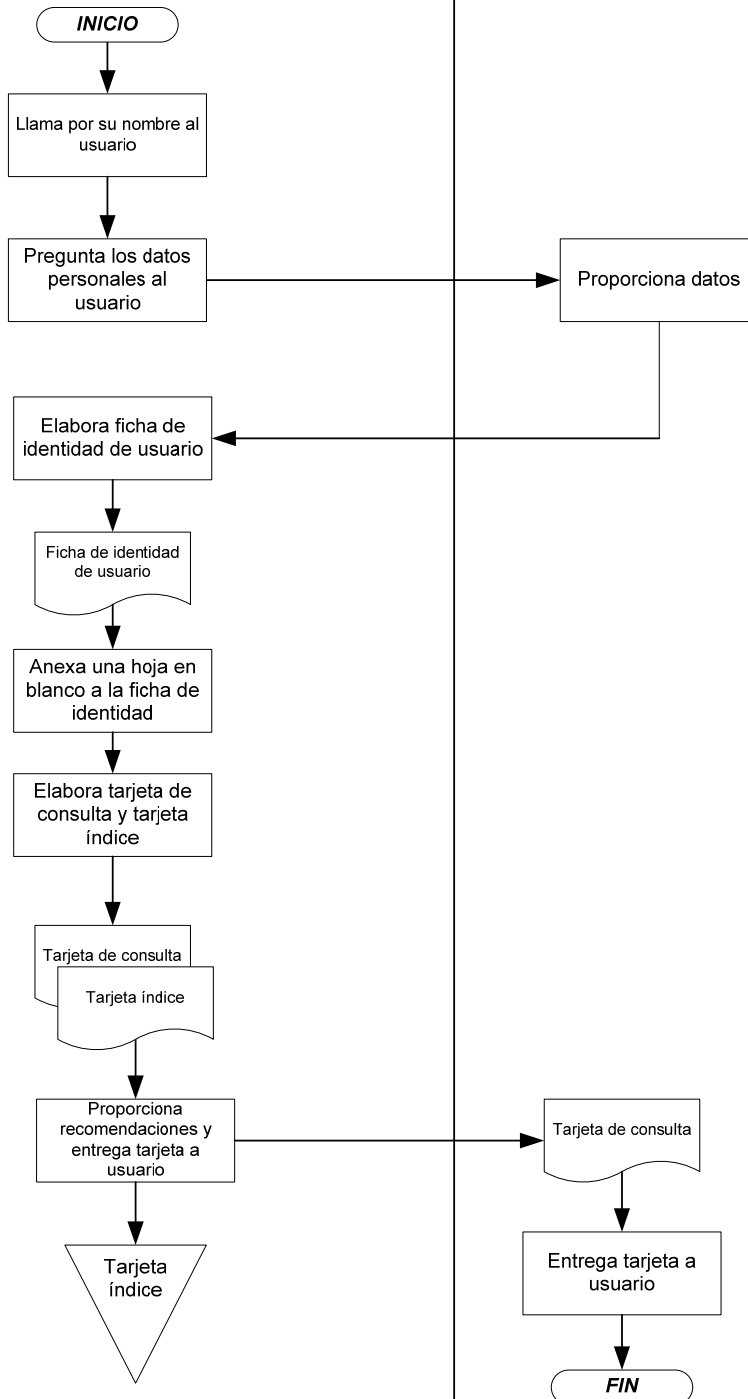 INICIO
Llama por su nombre al
usuario
Pregunta los datos
personales al
usuario
Proporciona datos
Elabora ficha de
identidad de usuario
Ficha de identidad
de usuario
Anexa una hoja en
blanco a la ficha de
identidad
Elabora tarjeta de
consulta y tarjeta
índice
Tarjeta de consulta
Tarjeta índice
Proporciona
recomendaciones y
entrega tarjeta a
usuario
Tarjeta de consulta
Tarjeta
índice
Entrega tarjeta a
usuario
FIN